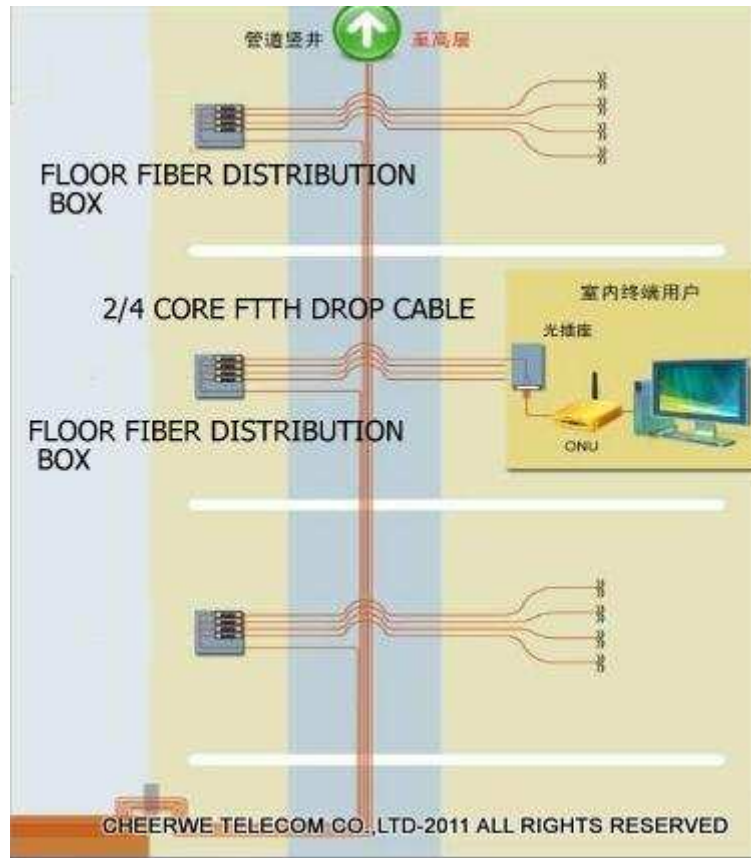 管道竖井 至高层
FLOOR FIBER DISTRIBUTION
BOX
2/4 CORE FTTH DROP CABLE
室内终端用户
光插座
ONU
FLOOR FIBER DISTRIBUTION
BOX
CHEERWE TELECOM CO.,LTD-2011 ALL RIGHTS RESERVED